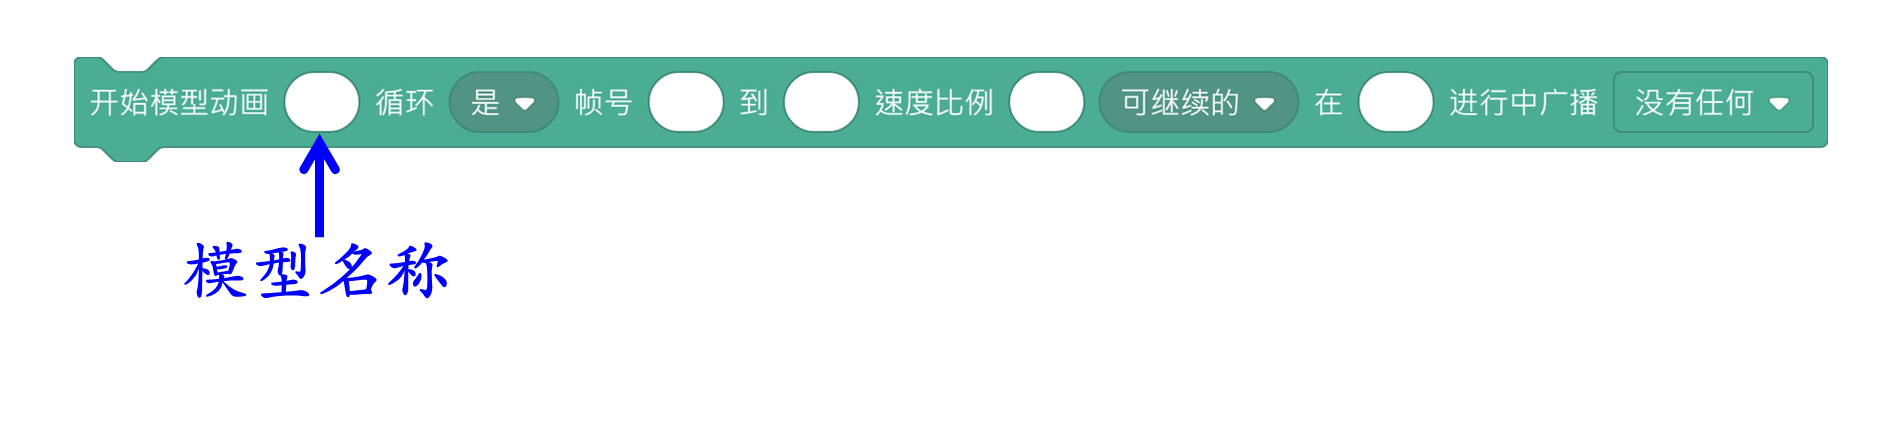 开始模型动画 循环 是 帧号 到 速度比例 可继续的 在 进行中广播 没有任何
模型名称